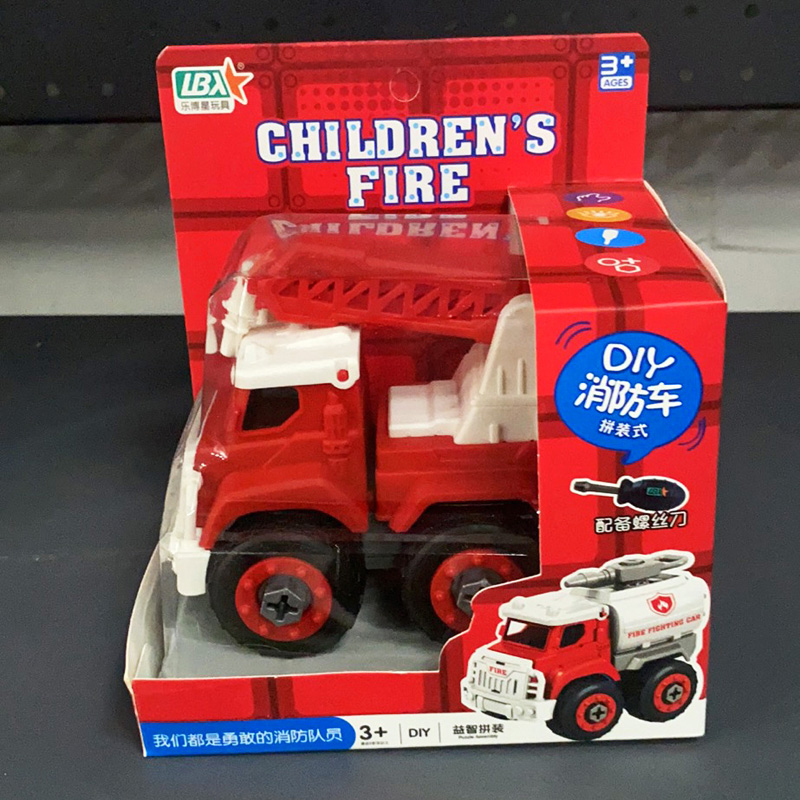 LBX®
乐博星玩具
3+
AGES
CHILDREN'S
FIRE
DIY
消防车
拼装式
配备螺丝刀
FIRE FIGHTING CAR
FIRE
我们都是勇敢的消防队员
3+ DIY 益智拼装
Puzzle Assembly